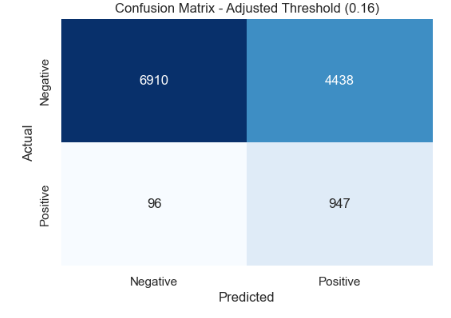 Confusion Matrix - Adjusted Threshold (0.16)
Actual
Negative
6910 4438
Positive
96 947
Negative Positive
Predicted